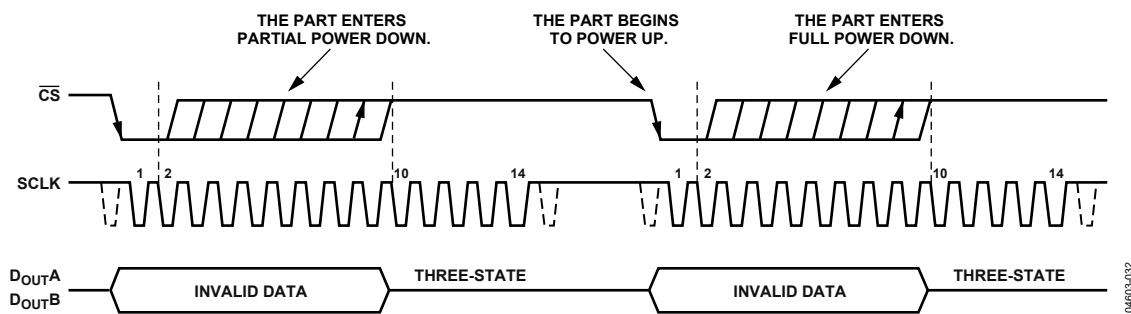 THE PART ENTERS
PARTIAL POWER DOWN.
THE PART BEGINS
TO POWER UP.
THE PART ENTERS
FULL POWER DOWN.
CS
SCLK
1 2 10 14 1 2 10 14
DOUTA
DOUTB
INVALID DATA THREE-STATE INVALID DATA THREE-STATE
04603-032